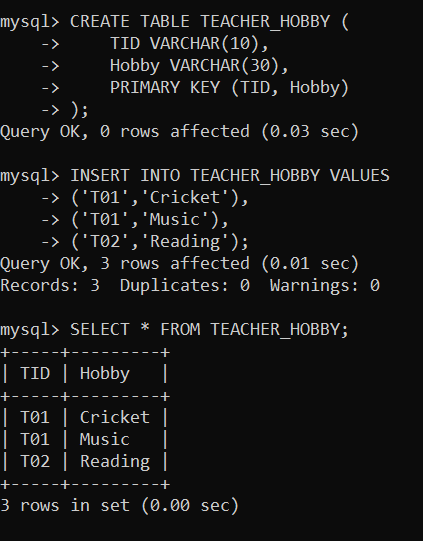 mysql> CREATE TABLE TEACHER_HOBBY (
    ->     TID VARCHAR(10),
    ->     Hobby VARCHAR(30),
    ->     PRIMARY KEY (TID, Hobby)
    -> );
Query OK, 0 rows affected (0.03 sec)

mysql> INSERT INTO TEACHER_HOBBY VALUES
    -> ('T01','Cricket'),
    -> ('T01','Music'),
    -> ('T02','Reading');
Query OK, 3 rows affected (0.01 sec)
Records: 3  Duplicates: 0  Warnings: 0

mysql> SELECT * FROM TEACHER_HOBBY;
+-----+---------+
| TID | Hobby   |
+-----+---------+
| T01 | Cricket |
| T01 | Music   |
| T02 | Reading |
+-----+---------+
3 rows in set (0.00 sec)